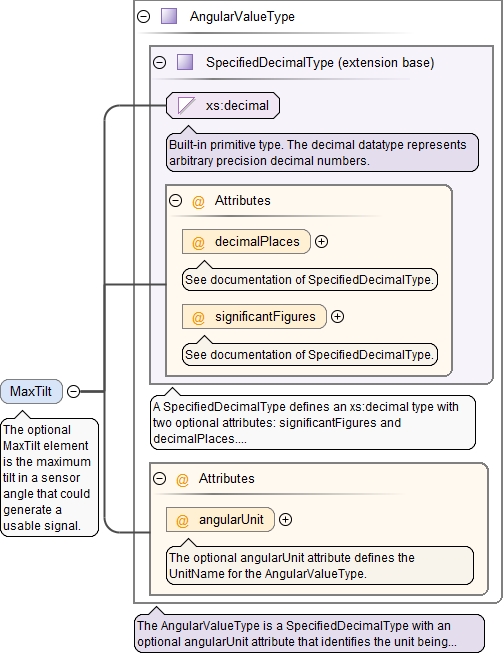 AngularValueType
SpecifiedDecimalType (extension base)
xs:decimal
Built-in primitive type. The decimal datatype represents
arbitrary precision decimal numbers.
@ Attributes
@ decimalPlaces
See documentation of SpecifiedDecimalType.
@ significantFigures
See documentation of SpecifiedDecimalType.
MaxTilt
The optional
MaxTilt element
is the maximum
tilt in a sensor
angle that could
generate a
usable signal.
A SpecifiedDecimalType defines an xs:decimal type with
two optional attributes: significantFigures and
decimalPlaces....
@ Attributes
@ angularUnit
The optional angularUnit attribute defines the
UnitName for the AngularValueType.
The AngularValueType is a SpecifiedDecimalType with an
optional angularUnit attribute that identifies the unit being...